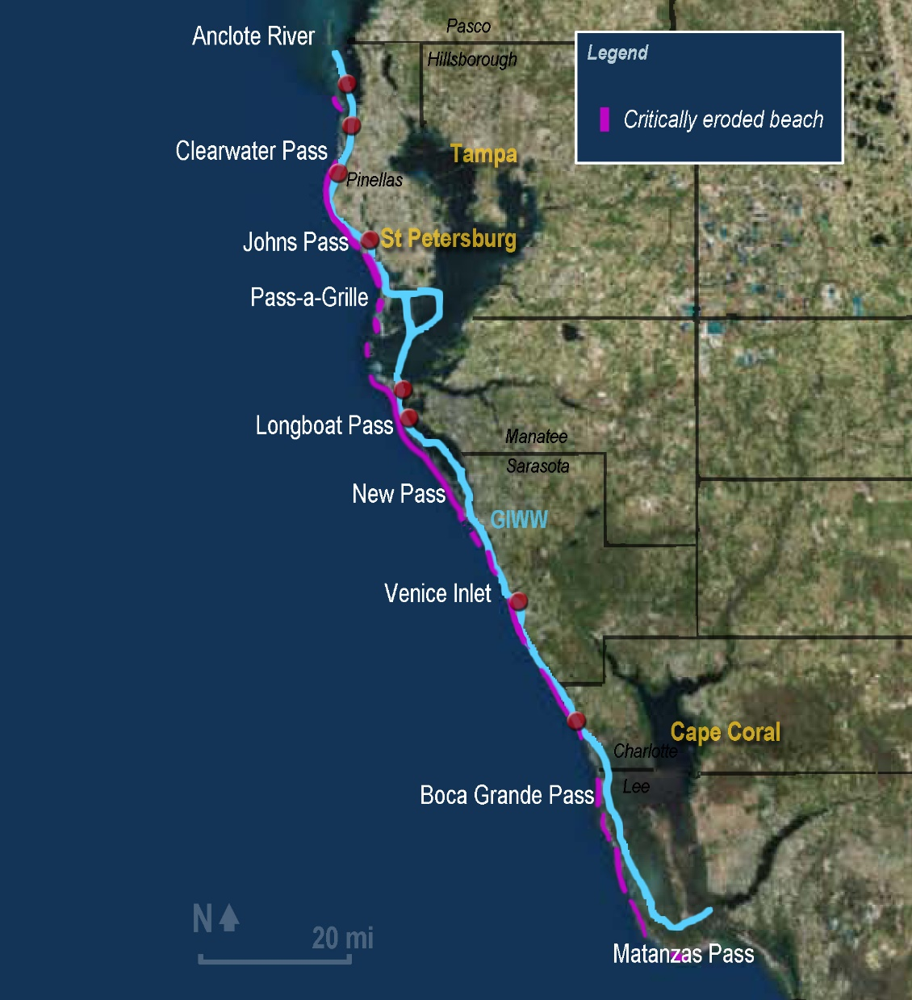 Anclote River
Pasco
Hillsborough
Legend
Critically eroded beach
Clearwater Pass
Tampa
Pinellas
Johns Pass
St Petersburg
Pass-a-Grille
Longboat Pass
Manatee
Sarasota
New Pass
GIWW
Venice Inlet
Cape Coral
Charlotte
Lee
Boca Grande Pass
N
20 mi
Matanzas Pass